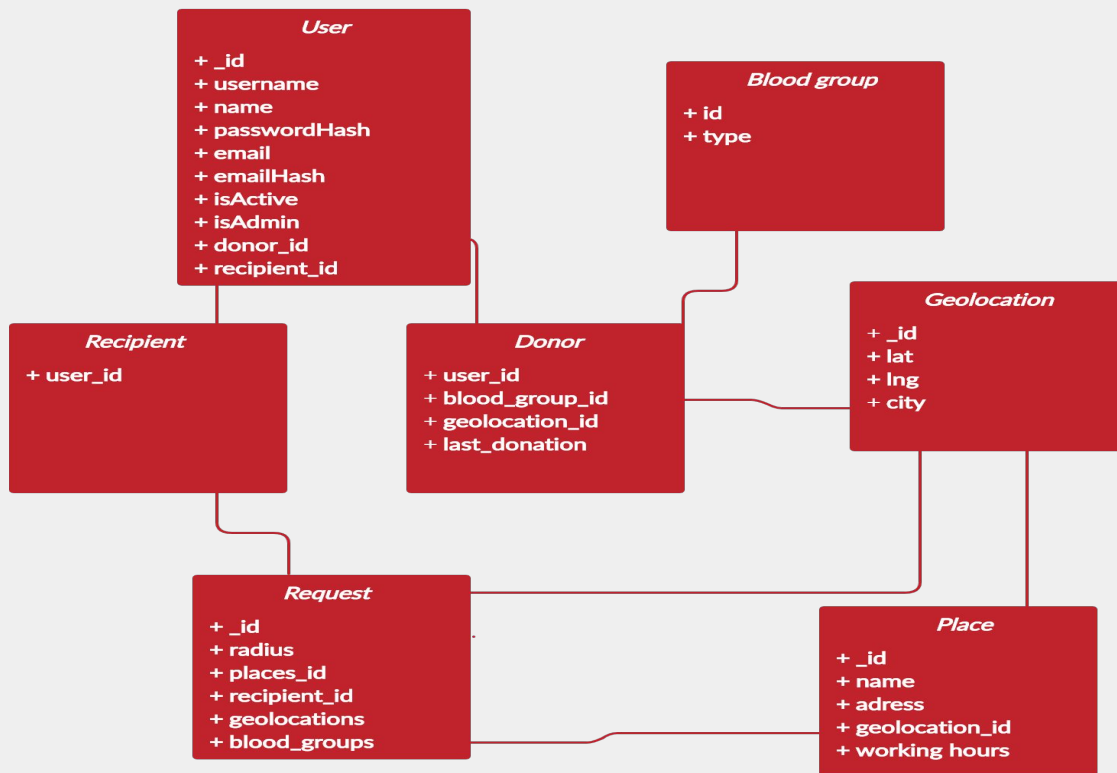 User
+ _id
+ username
+ name
+ passwordHash
+ email
+ emailHash
+ isActive
+ isAdmin
+ donor_id
+ recipient_id
Blood group
+ id
+ type
Geolocation
+ _id
+ lat
+ lng
+ city
Recipient
+ user_id
Donor
+ user_id
+ blood_group_id
+ geolocation_id
+ last_donation
Request
+ _id
+ radius
+ places_id
+ recipient_id
+ geolocations
+ blood_groups
Place
+ _id
+ name
+ adress
+ geolocation_id
+ working hours